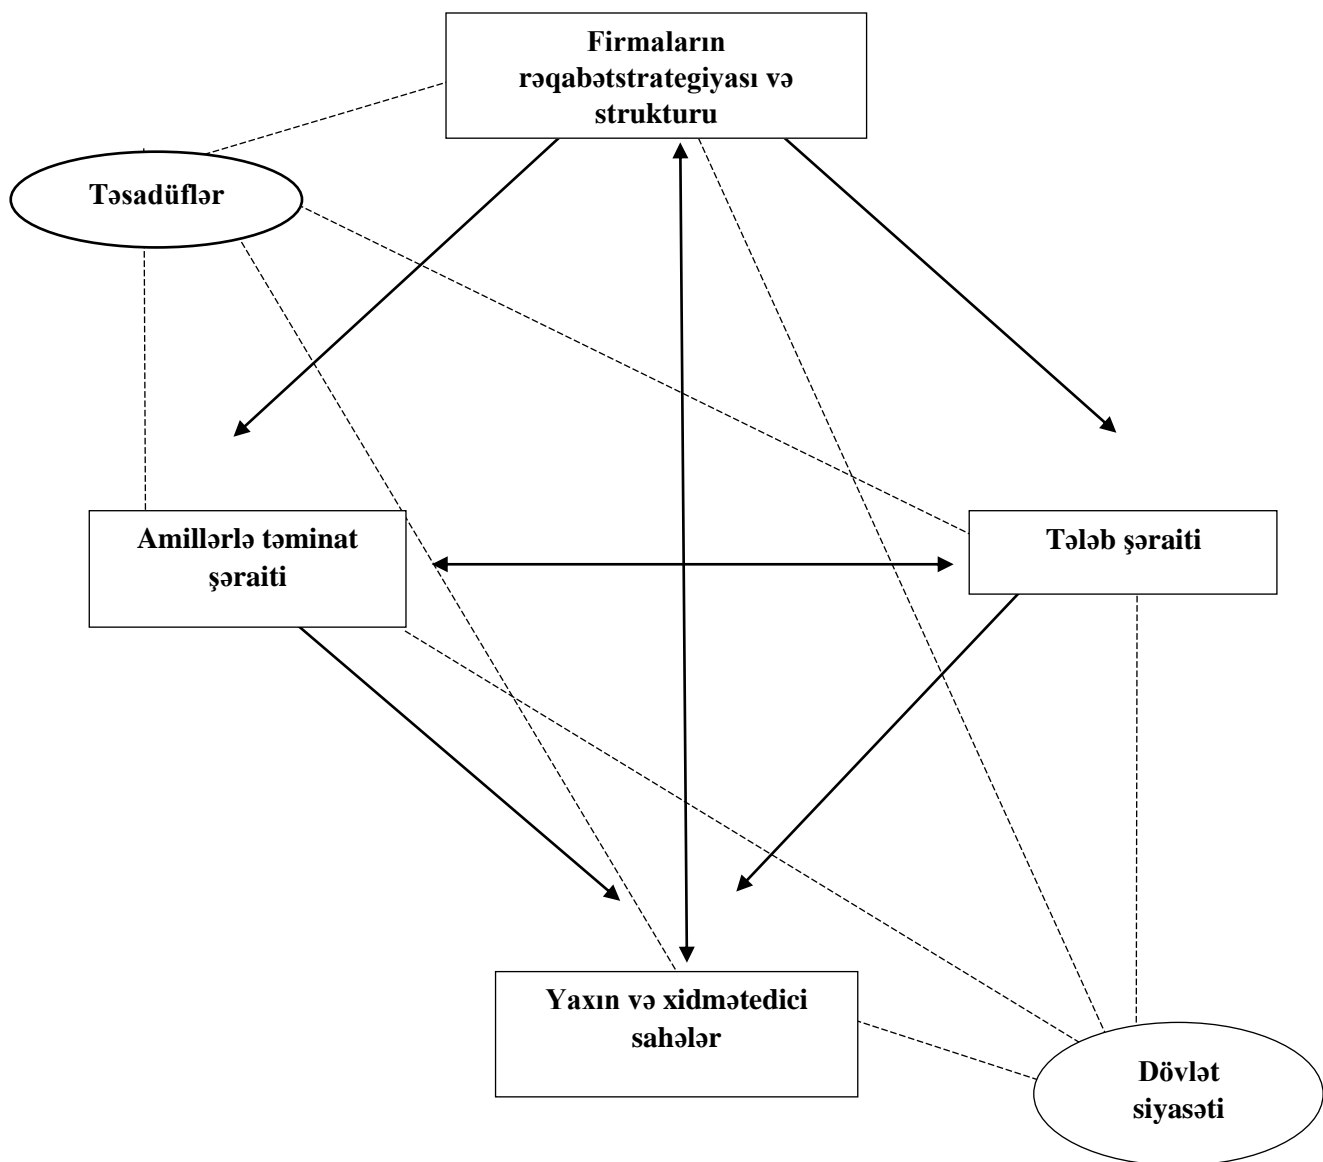 Firmaların
rəqabətstrategiyası və
strukturu
Təsadüflər
Amillərlə təminat
şəraiti
Tələb şəraiti
Yaxın və xidmətedici
sahələr
Dövlət
siyasəti